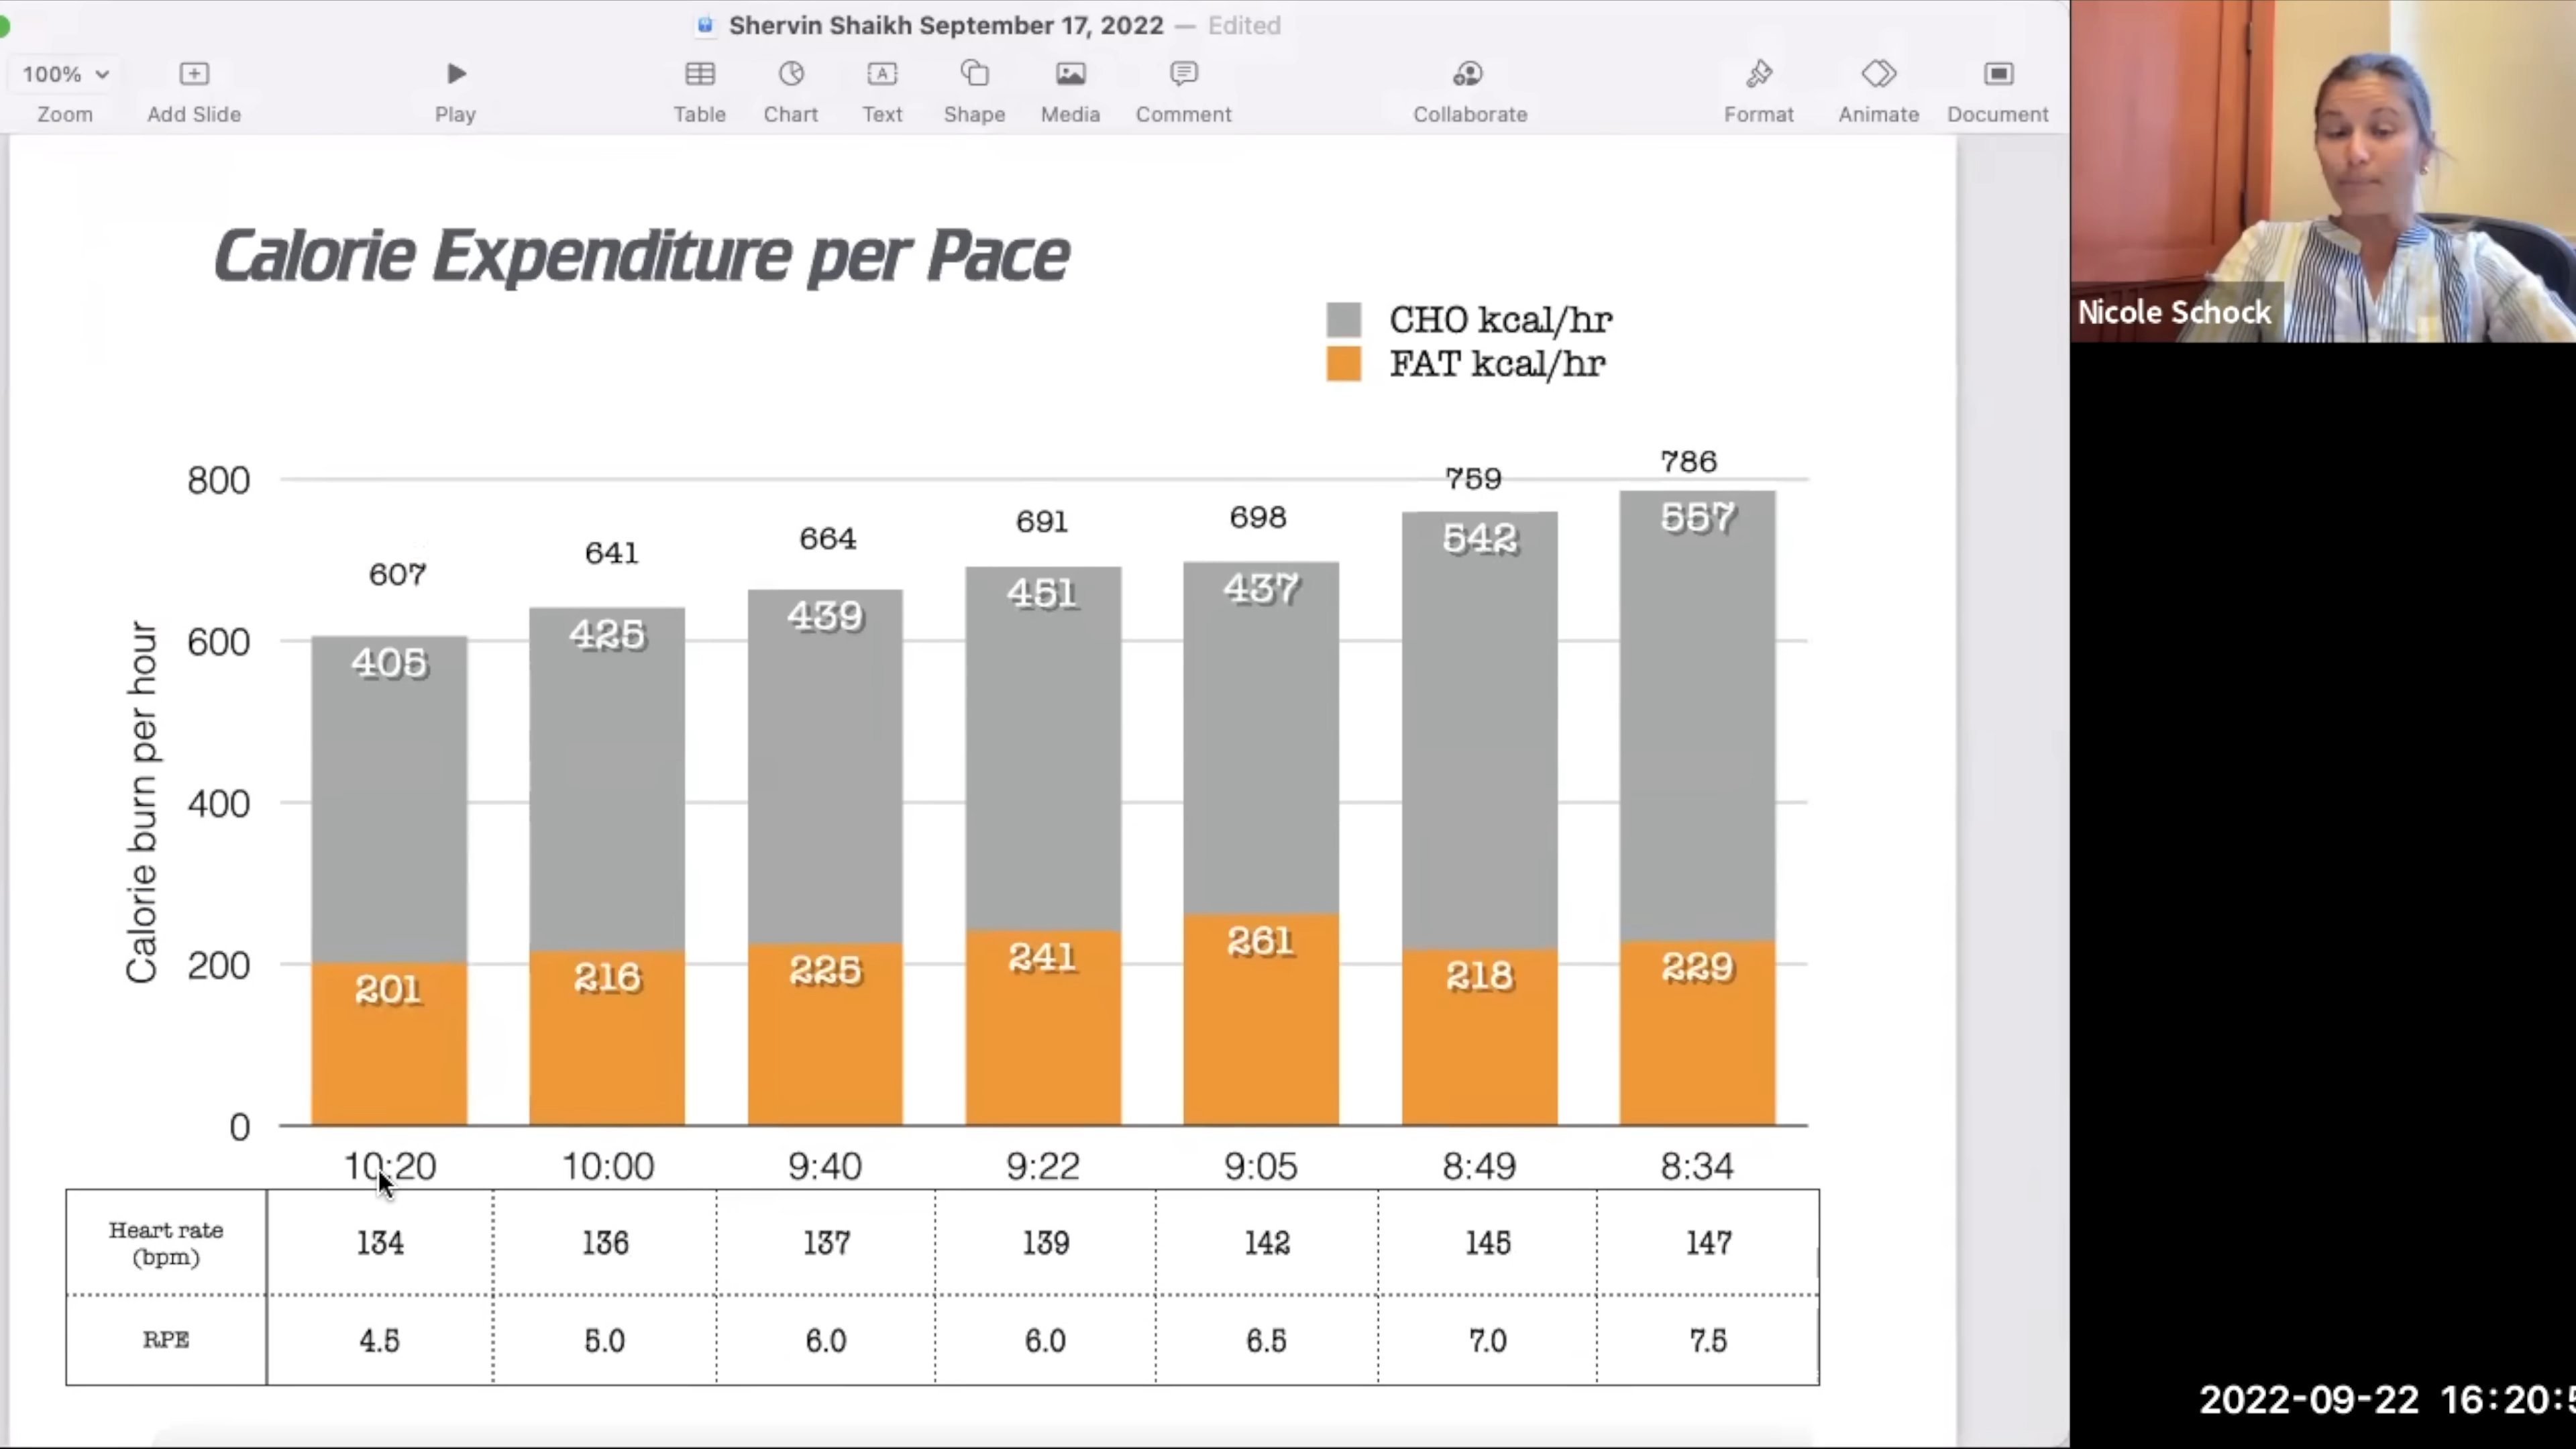 Shervin Shaikh September 17, 2022 — Edited
100%
Zoom Add Slide Play Table Chart Text Shape Media Comment Collaborate Format Animate Document
Calorie Expenditure per Pace
CHO kcal/hr
FAT kcal/hr
Calorie burn per hour
800
600
400
200
0
607 641 664 691 698 759 786
405 425 439 451 437 542 557
201 216 225 241 261 218 229
10:20 10:00 9:40 9:22 9:05 8:49 8:34
Heart rate
(bpm)
134 136 137 139 142 145 147
RPE 4.5 5.0 6.0 6.0 6.5 7.0 7.5
Nicole Schock
2022-09-22 16:20:5